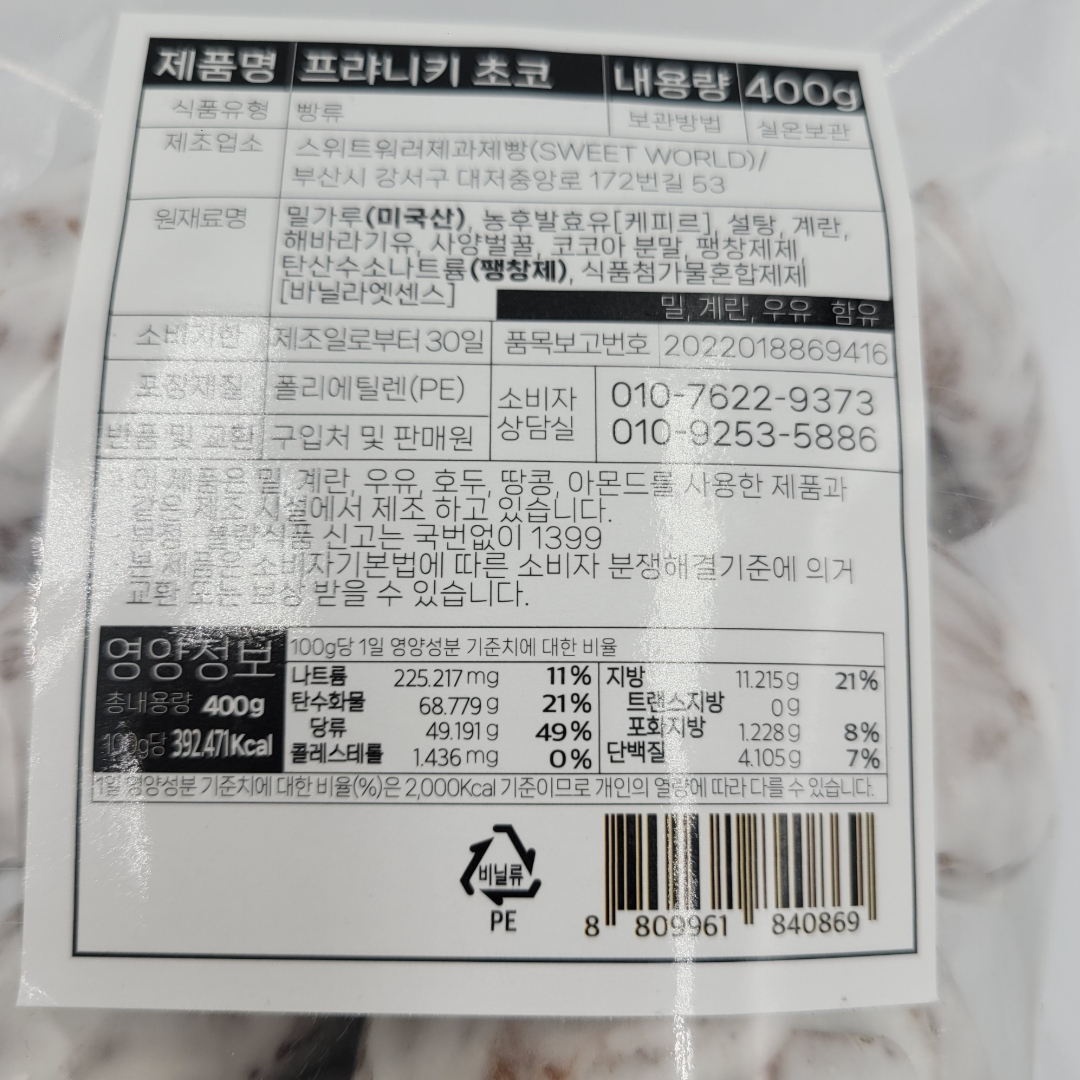 제품명 프랴니키 초코 내용량 400g
식품유형 빵류 보관방법 실온보관
제조업소 스위트워러제과제빵(SWEET WORLD)/
부산시 강서구 대저중앙로 172번길 53
원재료명 밀가루(미국산), 농후발효유[케피르], 설탕, 계란,
해바라기유, 사양벌꿀, 코코아 분말, 팽창제제,
탄산수소나트륨(팽창제), 식품첨가물혼합제제
[바닐라엣센스]
밀, 계란, 우유 함유
소비기한 제조일로부터 30일 품목보고번호 2022018869416
포장재질 폴리에틸렌(PE) 소비자 상담실 010-7622-9373
반품 및 교환 구입처 및 판매원 010-9253-5886
· 이 제품은 밀, 계란, 우유, 호두, 땅콩, 아몬드를 사용한 제품과
같은 제조시설에서 제조 하고 있습니다.
불량식품 신고는 국번없이 1399
· 본 제품은 소비자기본법에 따른 소비자 분쟁해결기준에 의거
교환 또는 보상 받을 수 있습니다.
영양정보 100g당 1일 영양성분 기준치에 대한 비율
총내용량 400g
100g당 392.471Kcal
나트륨 225.217mg 11% 지방 11.215g 21%
탄수화물 68.779g 21% 트랜스지방 0g
당류 49.191g 49% 포화지방 1.228g 8%
콜레스테롤 1.436mg 0% 단백질 4.105g 7%
1일 영양성분 기준치에 대한 비율(%)은 2,000Kcal 기준이므로 개인의 열량에 따라 다를 수 있습니다.
비닐류
PE
8 809961 840869